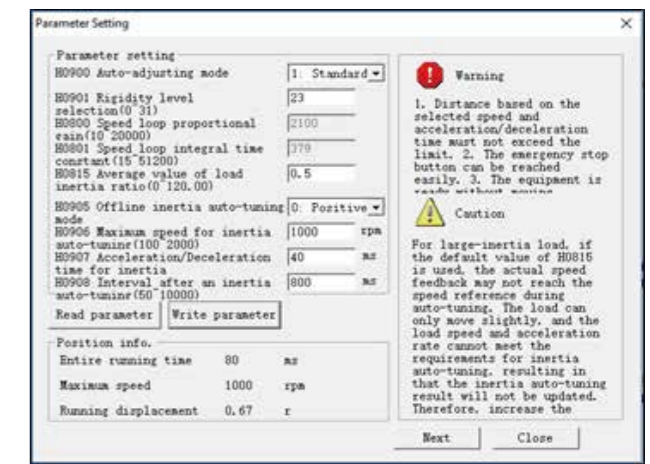 Parameter Setting
Parameter setting
H0900 Auto-adjusting mode
1: Standard
H0901 Rigidity level
selection(0~31)
23
H0800 Speed loop proportional
gain(10~20000)
2100
H0801 Speed loop integral time
constant(15~51200)
379
H0815 Average value of load
inertia ratio(0~120.00)
0.5
H0905 Offline inertia auto-tuning
mode
0: Positive
H0906 Maximum speed for inertia
auto-tuning(100~2000)
1000 rpm
H0907 Acceleration/Deceleration
time for inertia
40 ms
H0908 Interval after an inertia
auto-tuning(50~10000)
800 ms
Read parameter
Write parameter
Position info.
Entire running time 80 ms
Maximum speed 1000 rpm
Running displacement 0.67 r
Warning
1. Distance based on the
selected speed and
acceleration/deceleration
time must not exceed the
limit. 2. The emergency stop
button can be reached
easily. 3. The equipment is
ready without moving
Caution
For large-inertia load, if
the default value of H0815
is used, the actual speed
feedback may not reach the
speed reference during
auto-tuning. The load can
only move slightly, and the
load speed and acceleration
rate cannot meet the
requirements for inertia
auto-tuning, resulting in
that the inertia auto-tuning
result will not be updated.
Therefore, increase the
Next
Close